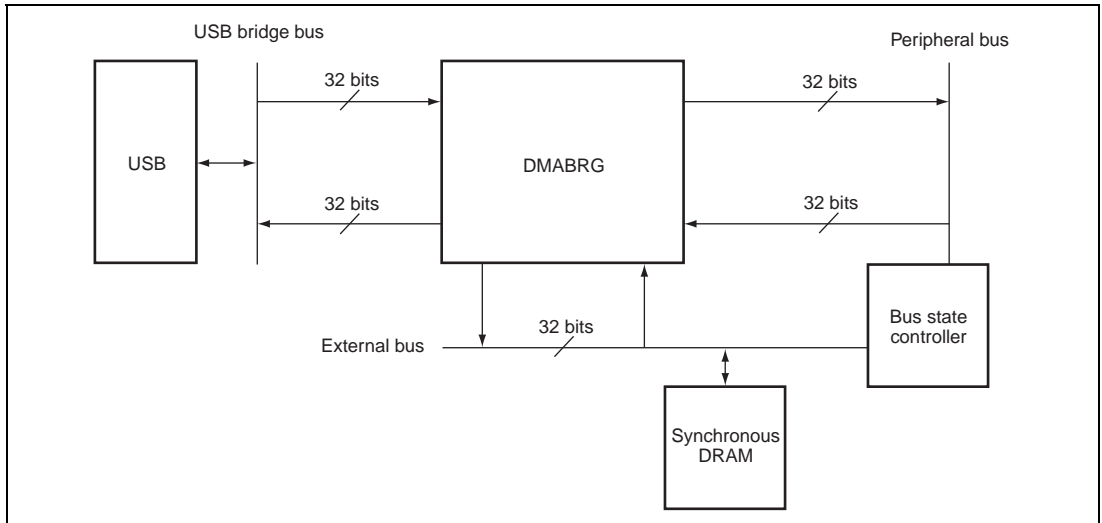 USB bridge bus
Peripheral bus
32 bits
32 bits
USB
DMABRG
32 bits
32 bits
External bus
32 bits
Bus state
controller
Synchronous
DRAM